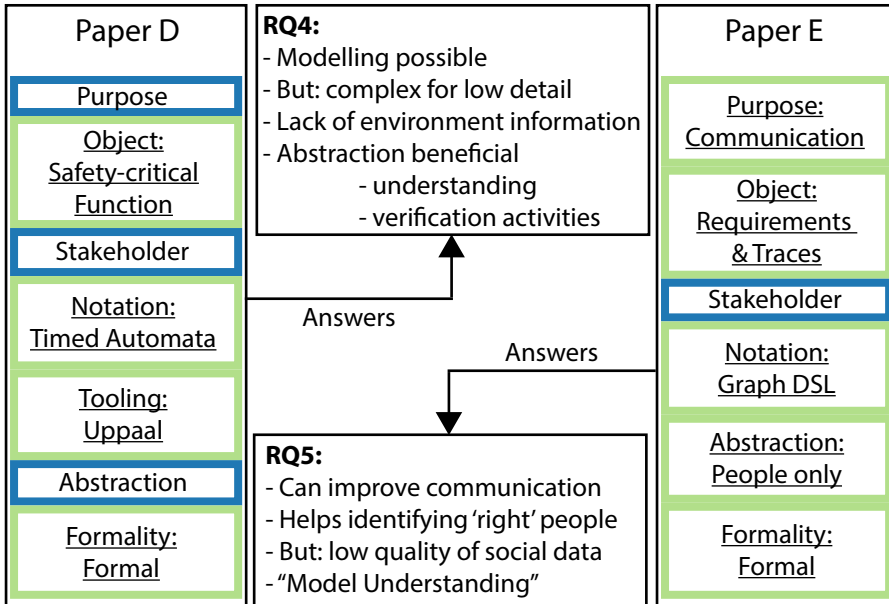 Paper D
Purpose
Object:
Safety-critical
Function
Stakeholder
Notation:
Timed Automata
Tooling:
Uppaal
Abstraction
Formality:
Formal
RQ4:
- Modelling possible
- But: complex for low detail
- Lack of environment information
- Abstraction beneficial
- understanding
- verification activities
Answers
Answers
RQ5:
- Can improve communication
- Helps identifying ‘right’ people
- But: low quality of social data
- “Model Understanding”
Paper E
Purpose:
Communication
Object:
Requirements
& Traces
Stakeholder
Notation:
Graph DSL
Abstraction:
People only
Formality:
Formal